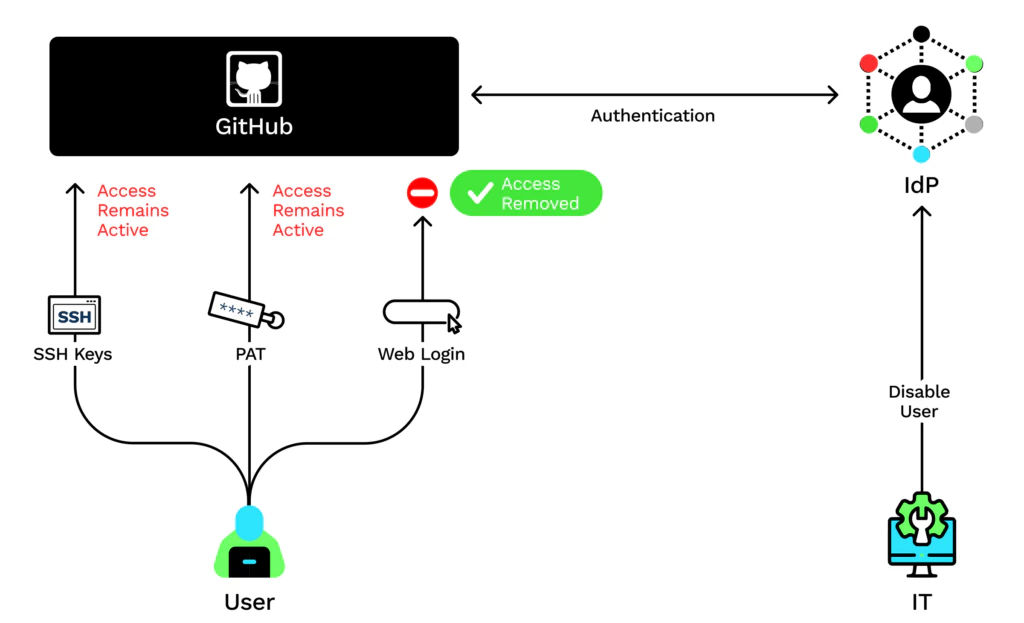 GitHub
Authentication
IdP
Access
Remains
Active
Access
Remains
Active
Access
Removed
SSH
****
SSH Keys
PAT
Web Login
Disable
User
User
IT